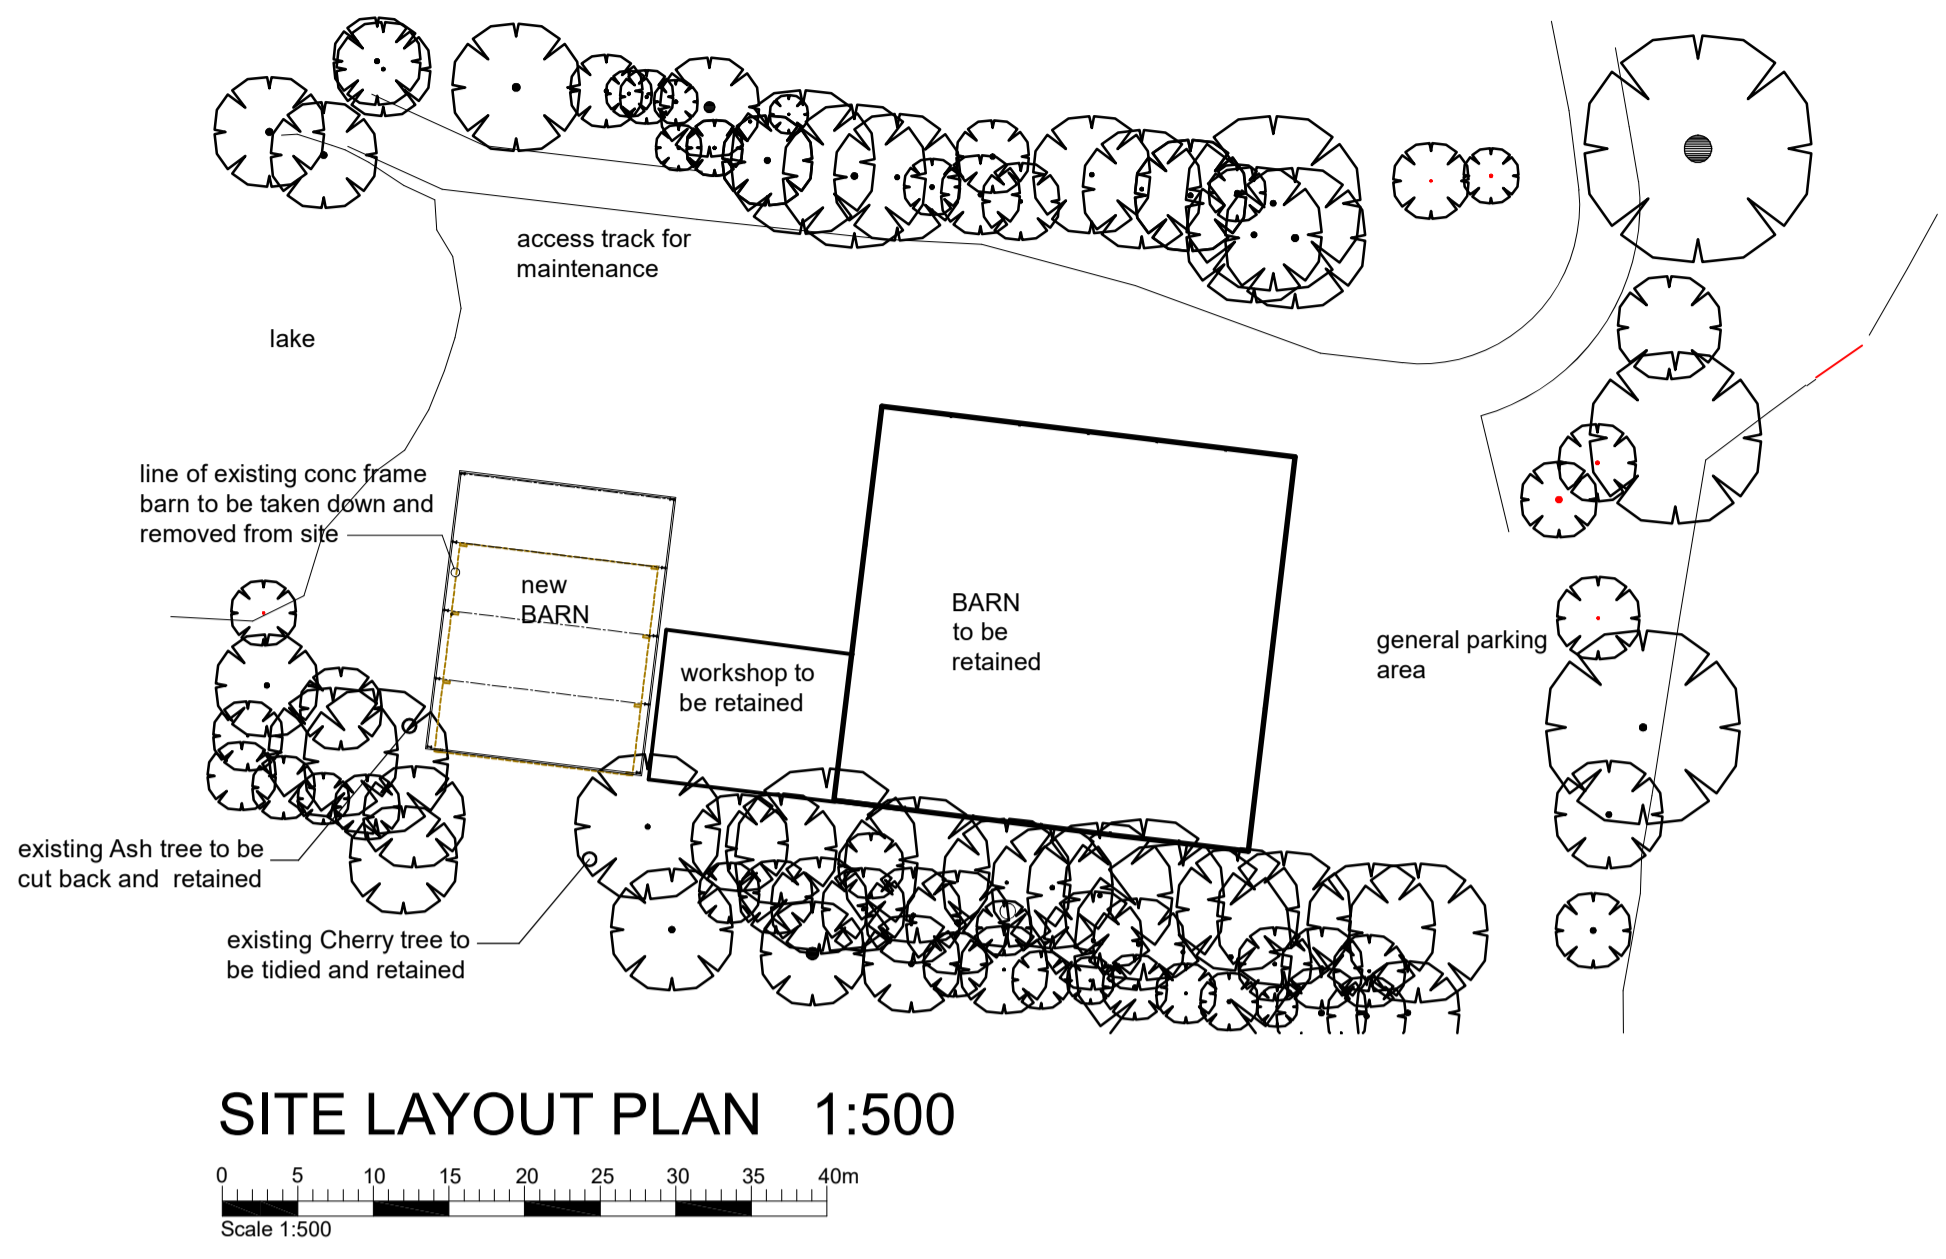 access track for
maintenance
lake
line of existing conc frame
barn to be taken down and
removed from site
new
BARN
BARN
to be
retained
workshop to
be retained
general parking
area
existing Ash tree to be
cut back and  retained
existing Cherry tree to
be tidied and retained
SITE LAYOUT PLAN   1:500
0 5 10 15 20 25 30 35 40m
Scale 1:500